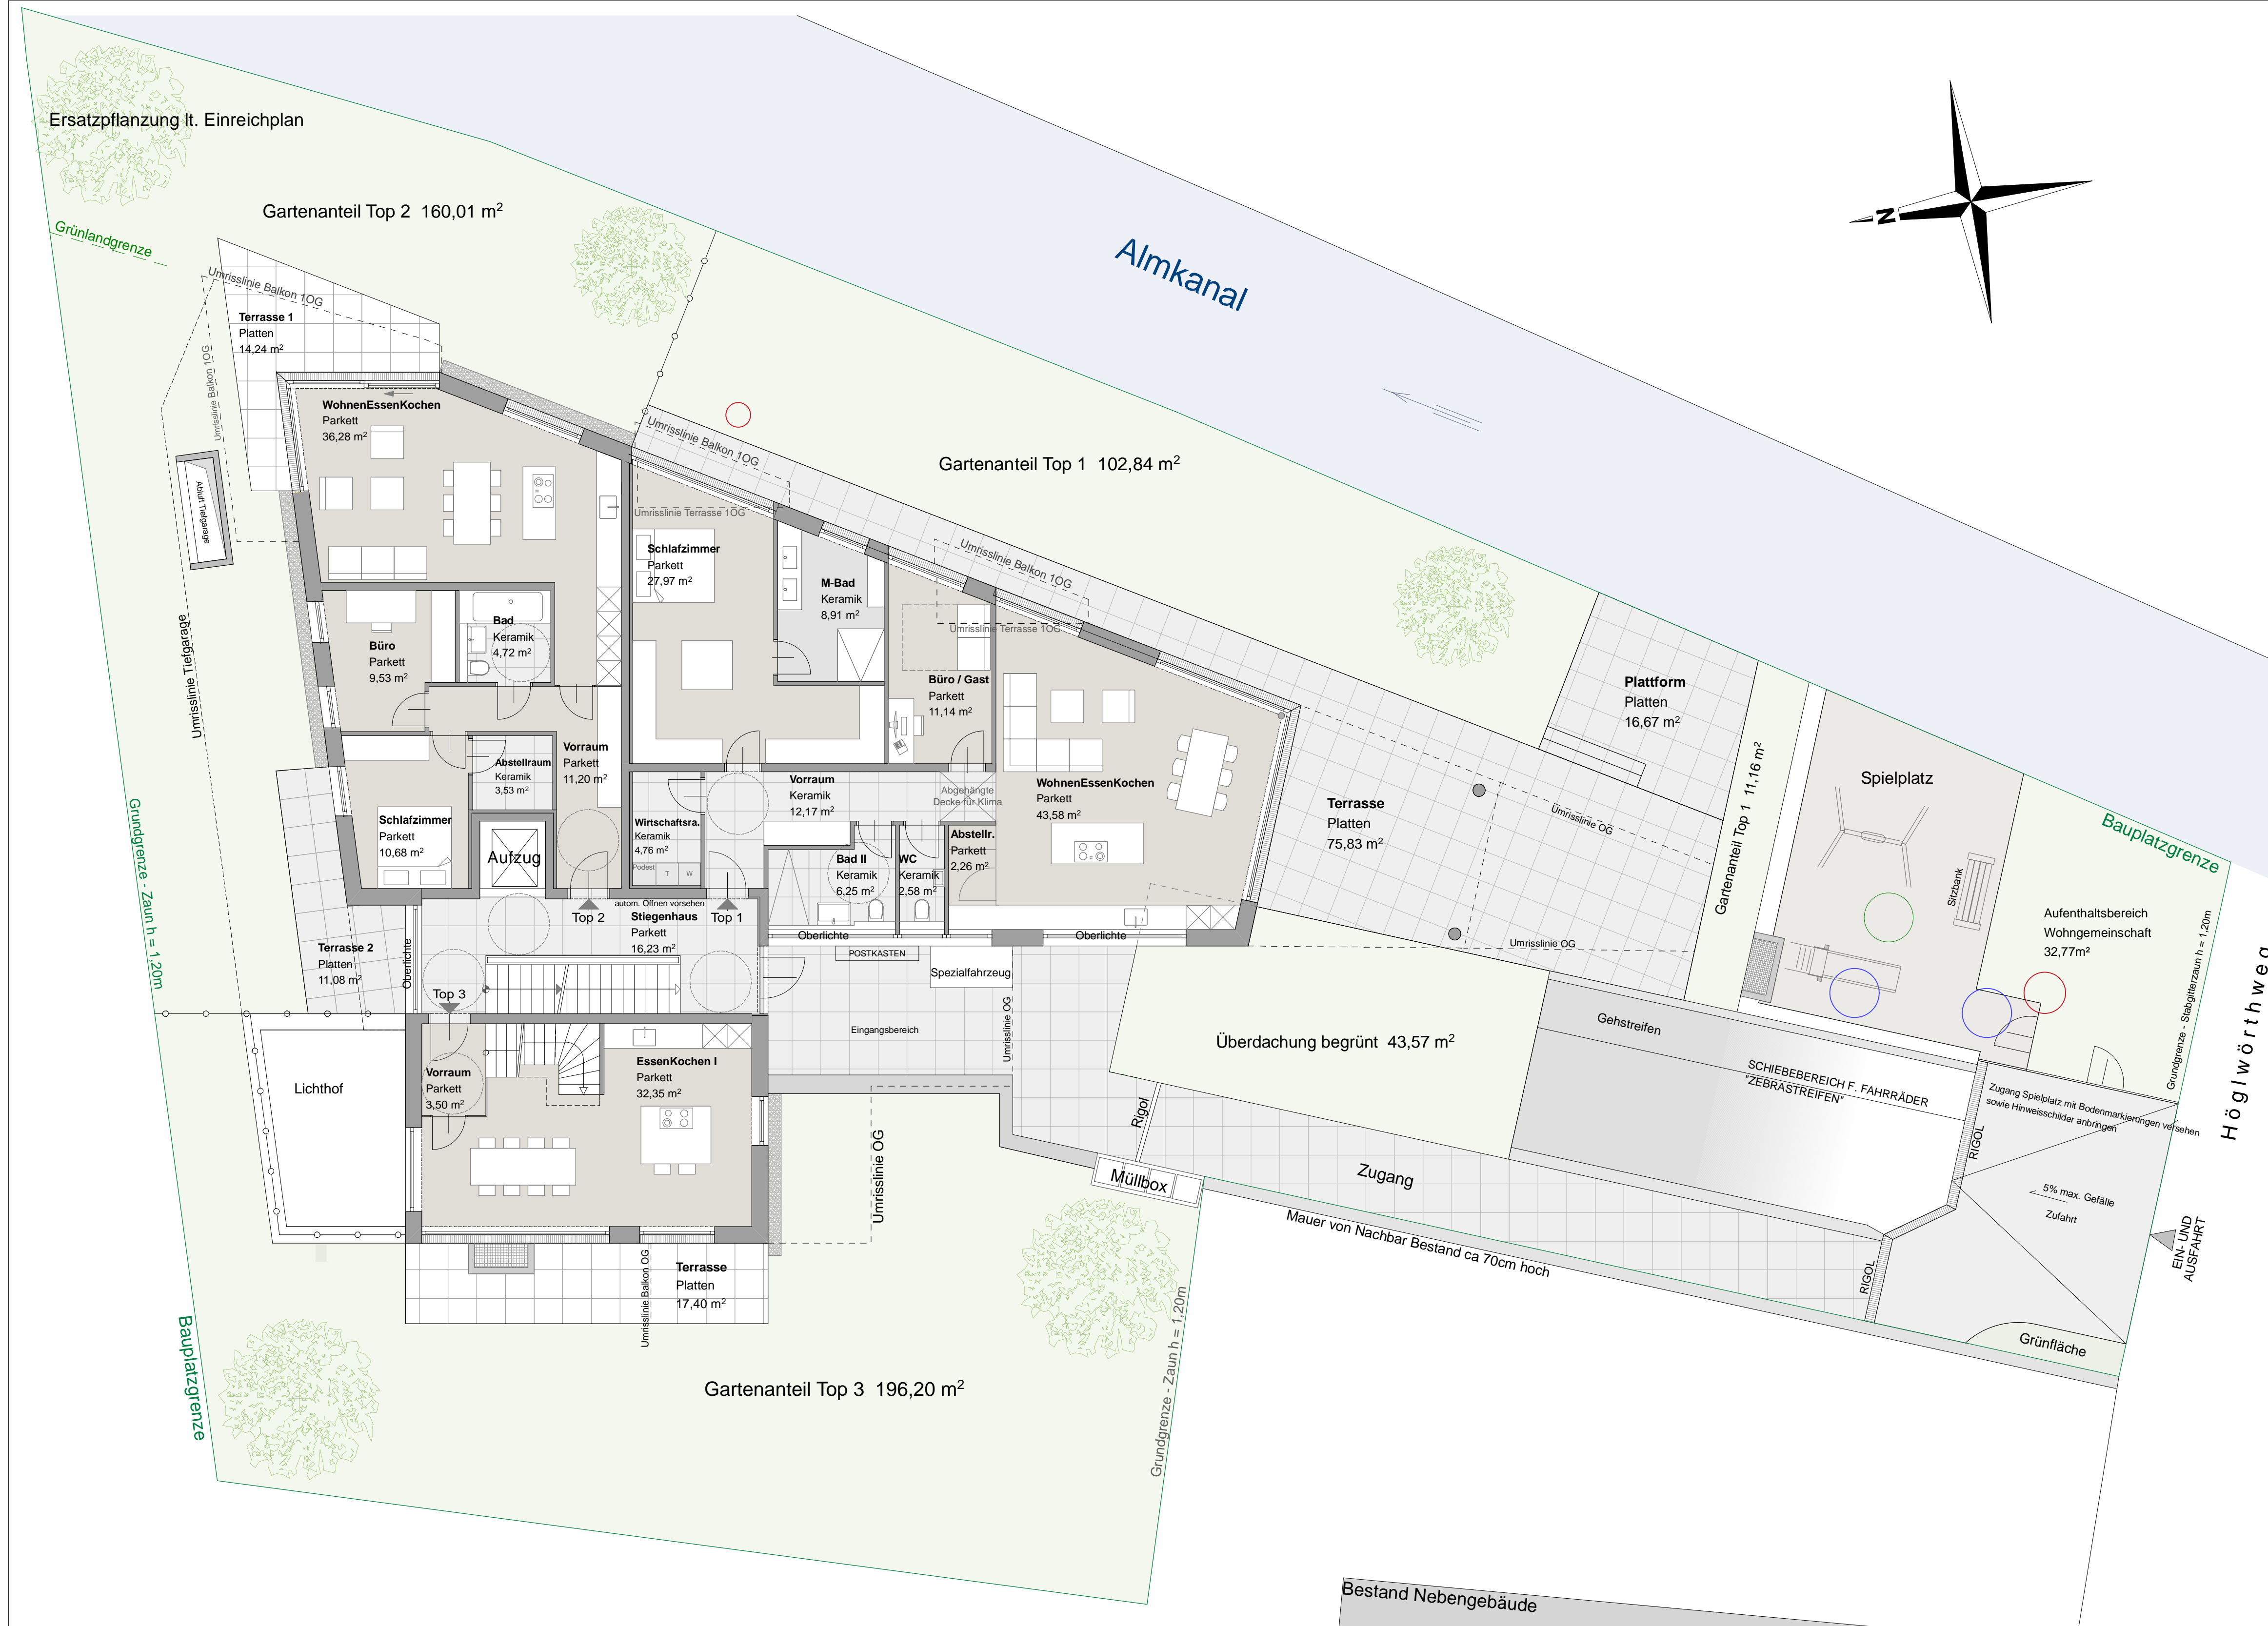 Ersatzpflanzung lt. Einreichplan
Gartenanteil Top 2 160,01 m²
Grünlandgrenze
Umrisslinie Balkon 1OG
Umrisslinie Balkon 1OG
Terrasse 1
Platten
14,24 m²
Almkanal
N
WohnenEssenKochen
Parkett
36,28 m²
Umrisslinie Balkon 1OG
Gartenanteil Top 1 102,84 m²
Abluft Tiefgarage
Umrisslinie Terrasse 1OG
Umrisslinie Balkon 1OG
Schlafzimmer
Parkett
27,97 m²
M-Bad
Keramik
8,91 m²
Umrisslinie Terrasse 1OG
Umrisslinie Tiefgarage
Büro
Parkett
9,53 m²
Bad
Keramik
4,72 m²
Büro / Gast
Parkett
11,14 m²
Plattform
Platten
16,67 m²
Vorraum
Parkett
11,20 m²
Abstellraum
Keramik
3,53 m²
Vorraum
Keramik
12,17 m²
Abgehängte
Decke für Klima
WohnenEssenKochen
Parkett
43,58 m²
Terrasse
Platten
75,83 m²
Umrisslinie OG
Gartenanteil Top 1 11,16 m²
Spielplatz
Sitzbank
Bauplatzgrenze
Schlafzimmer
Parkett
10,68 m²
Aufzug
Wirtschaftsra.
Keramik
4,76 m²
Podest
T
W
Bad II
Keramik
6,25 m²
WC
Keramik
2,58 m²
Abstellr.
Parkett
2,26 m²
Grundgrenze - Zaun h = 1,20m
Terrasse 2
Platten
11,08 m²
Oberlichte
Top 2
autom. Öffnen vorsehen
Top 1
Stiegenhaus
Parkett
16,23 m²
Oberlichte
Oberlichte
Umrisslinie OG
POSTKASTEN
Spezialfahrzeug
Aufenthaltsbereich
Wohngemeinschaft
32,77m²
Grundgrenze - Stabgitterzaun h = 1,20m
Höglwörthweg
Top 3
Eingangsbereich
Umrisslinie OG
Überdachung begrünt 43,57 m²
Gehstreifen
SCHIEBEBEREICH F. FAHRRÄDER
"ZEBRASTREIFEN"
Zugang Spielplatz mit Bodenmarkierungen versehen
sowie Hinweisschilder anbringen
Lichthof
Vorraum
Parkett
3,50 m²
EssenKochen I
Parkett
32,35 m²
Umrisslinie OG
Rigol
Müllbox
Zugang
RIGOL
5% max. Gefälle
Zufahrt
EIN- UND
AUSFAHRT
Mauer von Nachbar Bestand ca 70cm hoch
RIGOL
Grünfläche
Umrisslinie Balkon OG
Terrasse
Platten
17,40 m²
Bauplatzgrenze
Gartenanteil Top 3 196,20 m²
Grundgrenze - Zaun h = 1,20m
Bestand Nebengebäude